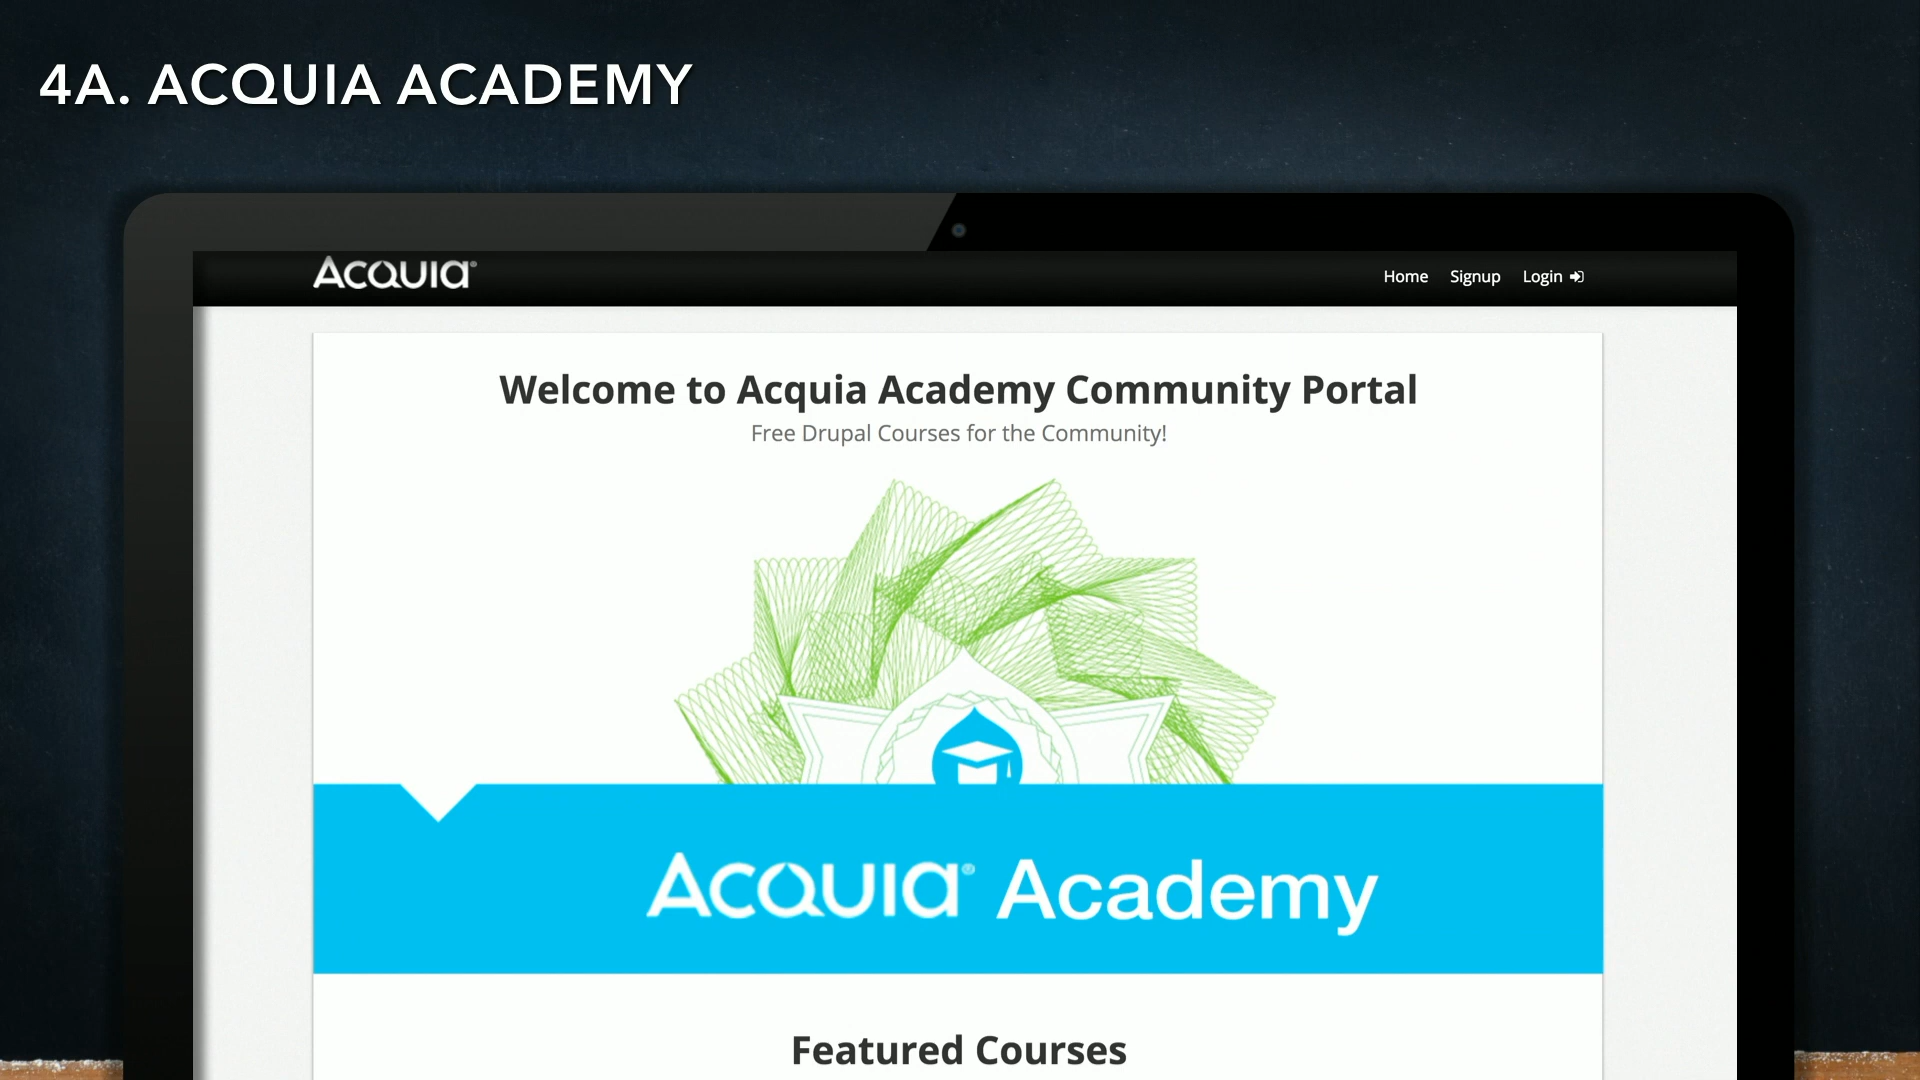 4A. ACQUIA ACADEMY
ACQUIA®
Home Signup Login
Welcome to Acquia Academy Community Portal
Free Drupal Courses for the Community!
ACQUIA® Academy
Featured Courses